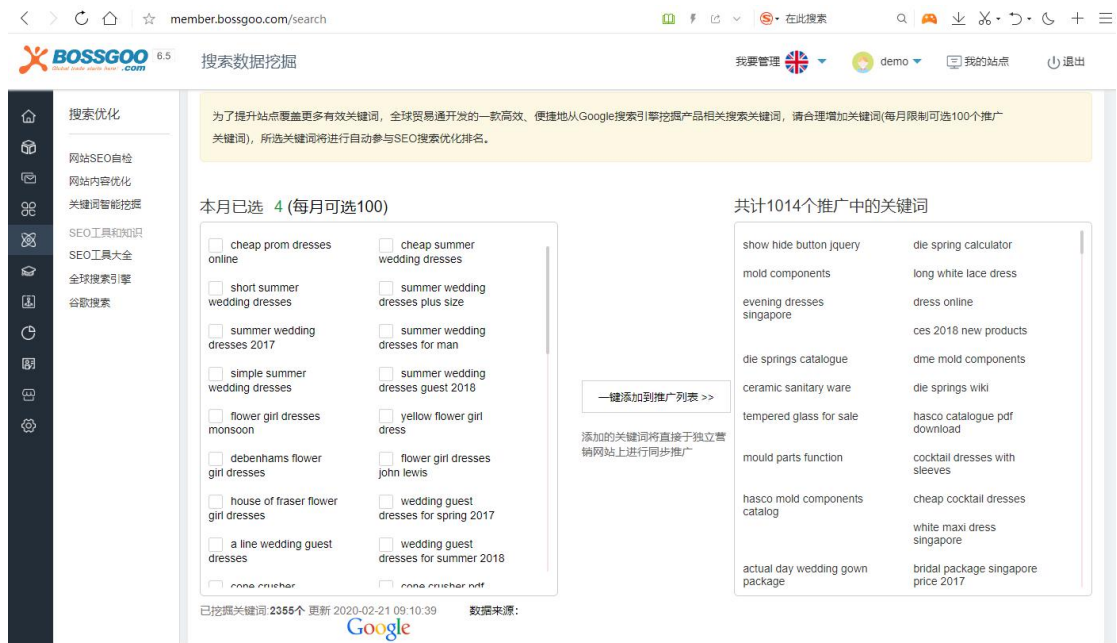 member.bossgoo.com/search
在此搜索
BOSSGOO 6.5
Global trade starts here! .com
搜索数据挖掘
我要管理
demo
我的站点
退出
搜索优化
网站SEO自检
网站内容优化
关键词智能挖掘
SEO工具和知识
SEO工具大全
全球搜索引擎
谷歌搜索
为了提升站点覆盖更多有效关键词，全球贸易通开发的一款高效、便捷地从Google搜索引擎挖掘产品相关搜索关键词，请合理增加关键词(每月限制可选100个推广
关键词)，所选关键词将进行自动参与SEO搜索优化排名。
本月已选 4 (每月可选100)
cheap prom dresses
online
cheap summer
wedding dresses
short summer
wedding dresses
summer wedding
dresses plus size
summer wedding
dresses 2017
summer wedding
dresses for man
simple summer
wedding dresses
summer wedding
dresses guest 2018
flower girl dresses
monsoon
yellow flower girl
dress
debenhams flower
girl dresses
flower girl dresses
john lewis
house of fraser flower
girl dresses
wedding guest
dresses for spring 2017
a line wedding guest
dresses
wedding guest
dresses for summer 2018
cone crusher
cone crusher pdf
一键添加到推广列表 >>
添加的关键词将直接于独立营
销网站上进行同步推广
共计1014个推广中的关键词
show hide button jquery
die spring calculator
mold components
long white lace dress
evening dresses
singapore
dress online
ces 2018 new products
die springs catalogue
dme mold components
ceramic sanitary ware
die springs wiki
tempered glass for sale
hasco catalogue pdf
download
mould parts function
cocktail dresses with
sleeves
hasco mold components
catalog
cheap cocktail dresses
white maxi dress
singapore
actual day wedding gown
package
bridal package singapore
price 2017
已挖掘关键词:2355个 更新 2020-02-21 09:10:39
数据来源：
Google